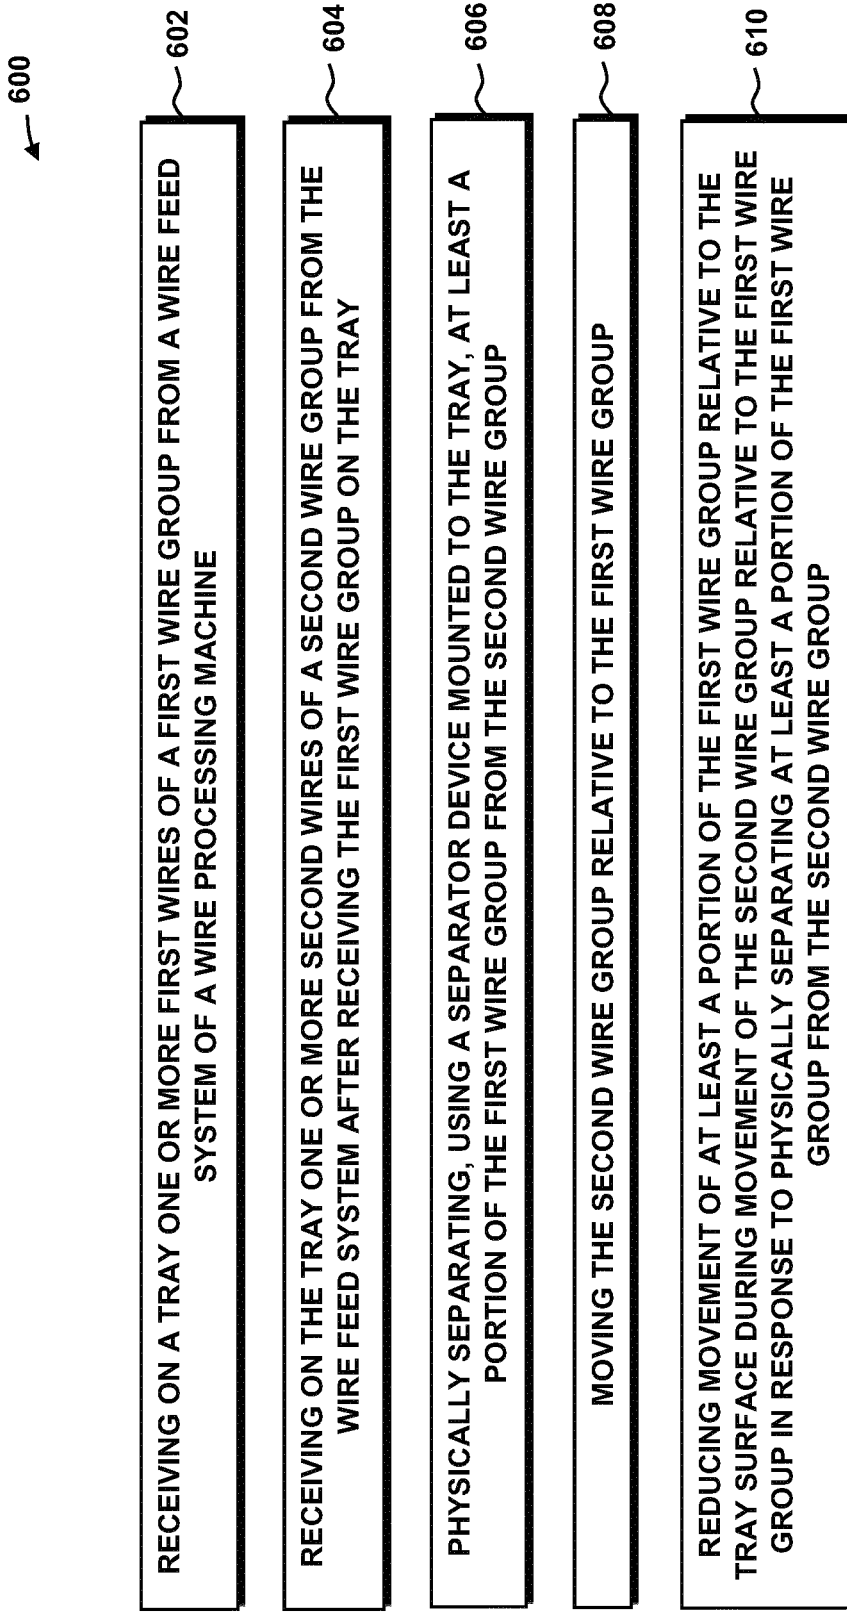 600
RECEIVING ON A TRAY ONE OR MORE FIRST WIRES OF A FIRST WIRE GROUP FROM A WIRE FEED
SYSTEM OF A WIRE PROCESSING MACHINE
602
RECEIVING ON THE TRAY ONE OR MORE SECOND WIRES OF A SECOND WIRE GROUP FROM THE
WIRE FEED SYSTEM AFTER RECEIVING THE FIRST WIRE GROUP ON THE TRAY
604
PHYSICALLY SEPARATING, USING A SEPARATOR DEVICE MOUNTED TO THE TRAY, AT LEAST A
PORTION OF THE FIRST WIRE GROUP FROM THE SECOND WIRE GROUP
606
MOVING THE SECOND WIRE GROUP RELATIVE TO THE FIRST WIRE GROUP
608
REDUCING MOVEMENT OF AT LEAST A PORTION OF THE FIRST WIRE GROUP RELATIVE TO THE
TRAY SURFACE DURING MOVEMENT OF THE SECOND WIRE GROUP RELATIVE TO THE FIRST WIRE
GROUP IN RESPONSE TO PHYSICALLY SEPARATING AT LEAST A PORTION OF THE FIRST WIRE
GROUP FROM THE SECOND WIRE GROUP
610